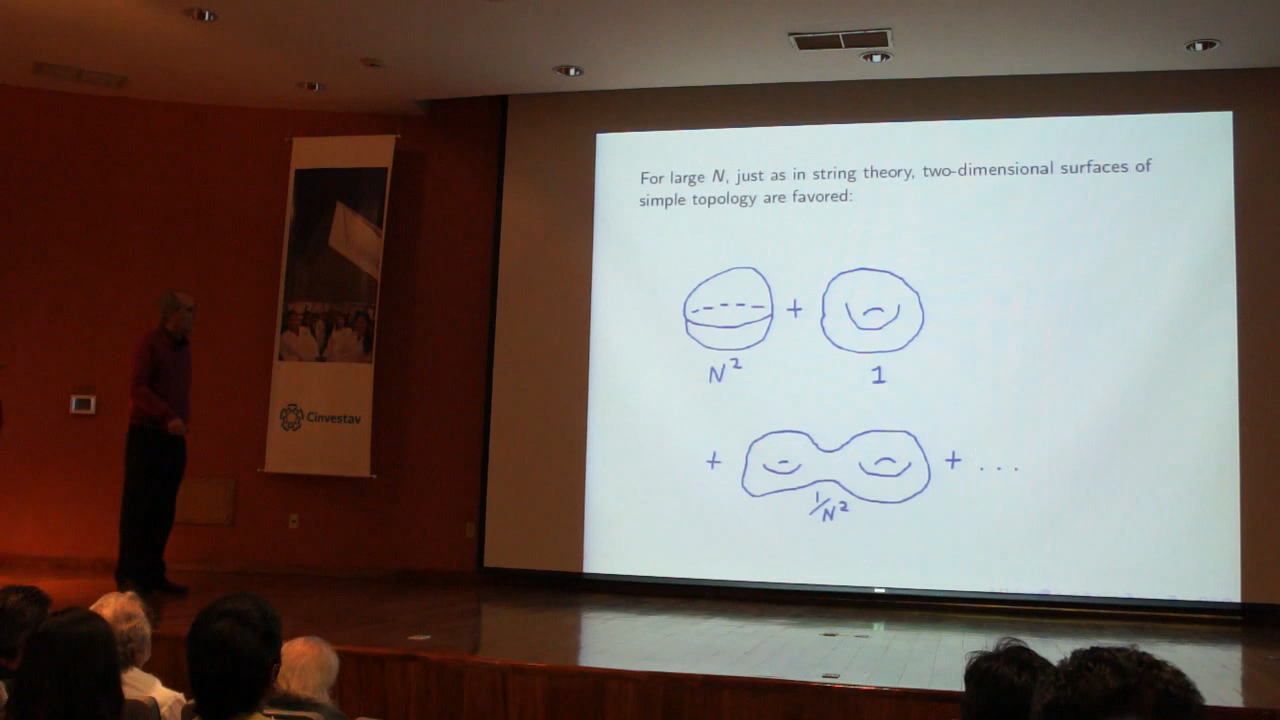 For large N, just as in string theory, two-dimensional surfaces of
simple topology are favored:
+
N² 1
+ + ...
1/N²
Cinvestav